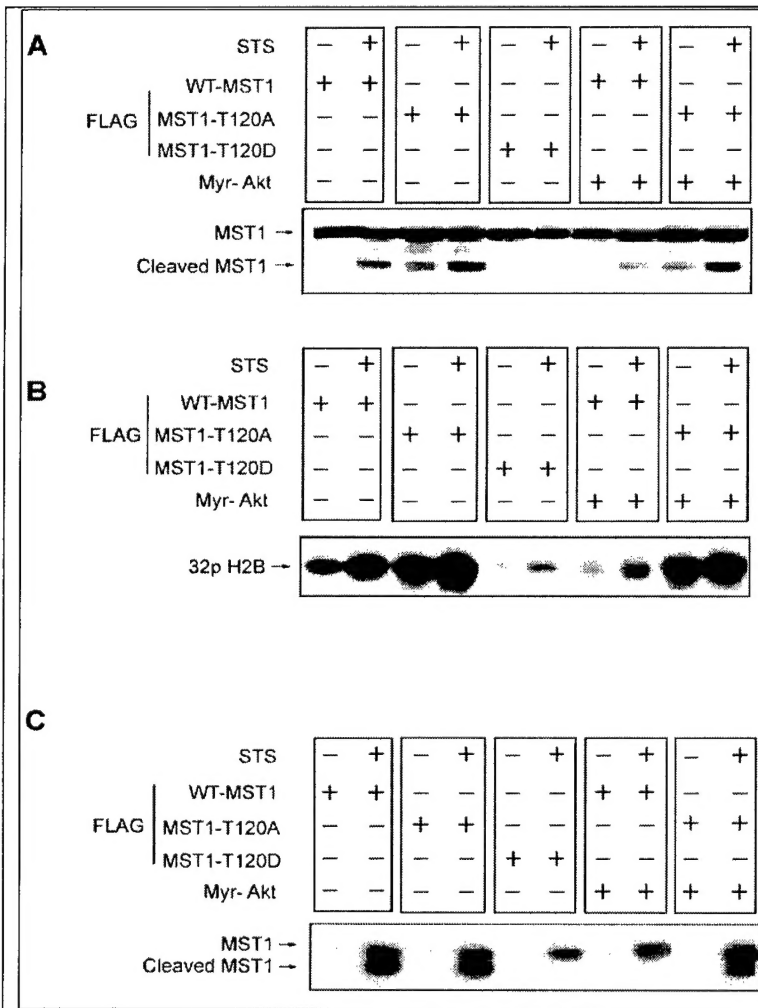 A
STS − + − + − + − + − +
WT-MST1 + + − − − − + + − −
FLAG MST1-T120A − − + + − − − − + +
MST1-T120D − − − − + + − − − −
Myr- Akt − − − − − − + + + +
MST1
Cleaved MST1
B
STS − + − + − + − + − +
WT-MST1 + + − − − − + + − −
FLAG MST1-T120A − − + + − − − − + +
MST1-T120D − − − − + + − − − −
Myr- Akt − − − − − − + + + +
32p H2B
C
STS − + − + − + − + − +
WT-MST1 + + − − − − + + − −
FLAG MST1-T120A − − + + − − − − + +
MST1-T120D − − − − + + − − − −
Myr- Akt − − − − − − + + + +
MST1
Cleaved MST1